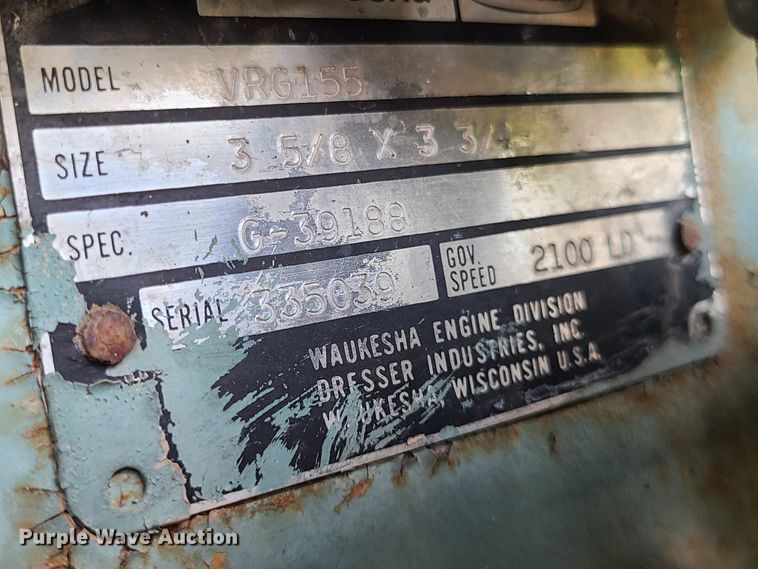 MODEL VRG155
SIZE 3 5/8 X 3 3/4
SPEC. G-39188
SERIAL 335039
GOV. SPEED 2100 LD
WAUKESHA ENGINE DIVISION
DRESSER INDUSTRIES, INC.
WAUKESHA, WISCONSIN U.S.A.
Purple Wave Auction